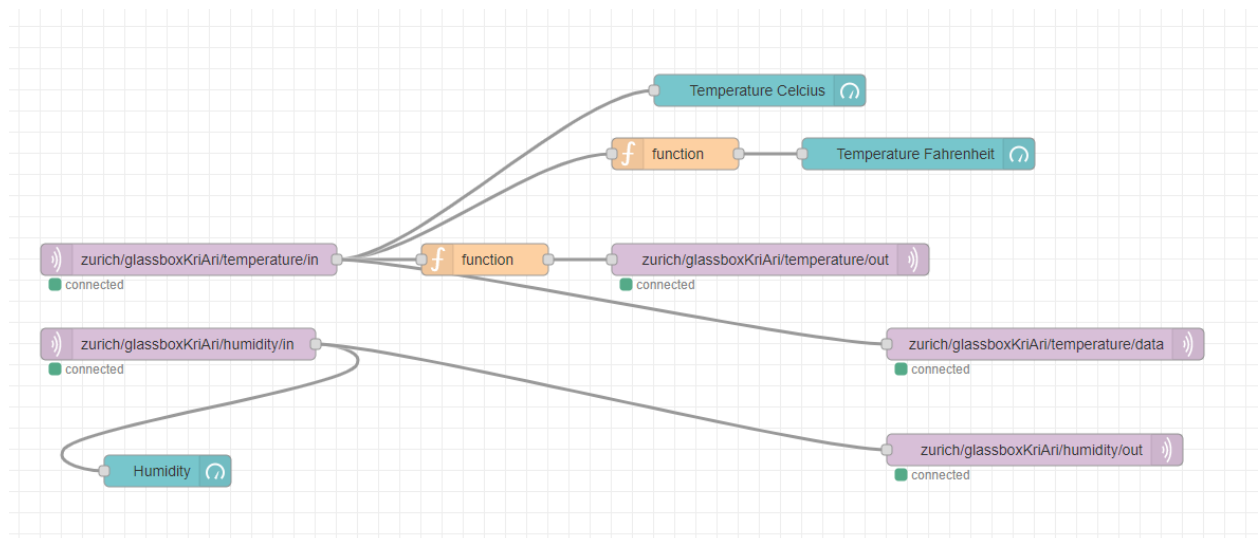 Temperature Celcius
function
Temperature Fahrenheit
zurich/glassboxKriAri/temperature/in
function
zurich/glassboxKriAri/temperature/out
connected
connected
zurich/glassboxKriAri/humidity/in
zurich/glassboxKriAri/temperature/data
connected
connected
zurich/glassboxKriAri/humidity/out
Humidity
connected